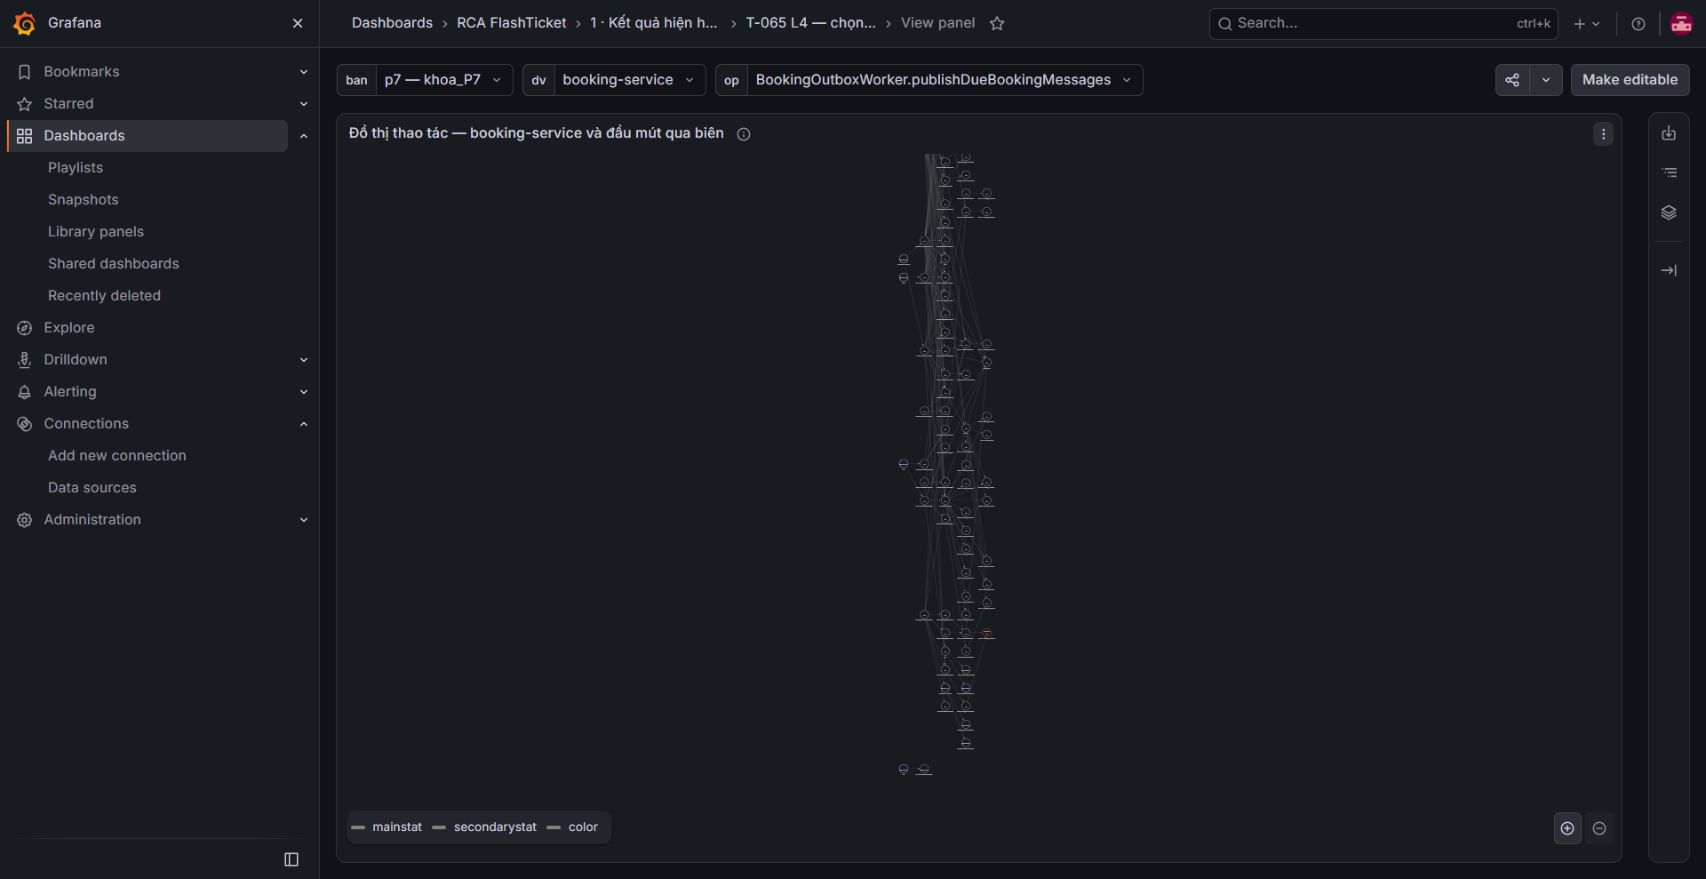 Grafana
Dashboards › RCA FlashTicket › 1 · Kết quả hiện h... › T-065 L4 — chọn... › View panel
Search... ctrl+k
Bookmarks
Starred
Dashboards
Playlists
Snapshots
Library panels
Shared dashboards
Recently deleted
Explore
Drilldown
Alerting
Connections
Add new connection
Data sources
Administration
ban p7 — khoa_P7 dv booking-service op BookingOutboxWorker.publishDueBookingMessages
Make editable
Đồ thị thao tác — booking-service và đầu mút qua biên
mainstat secondarystat color